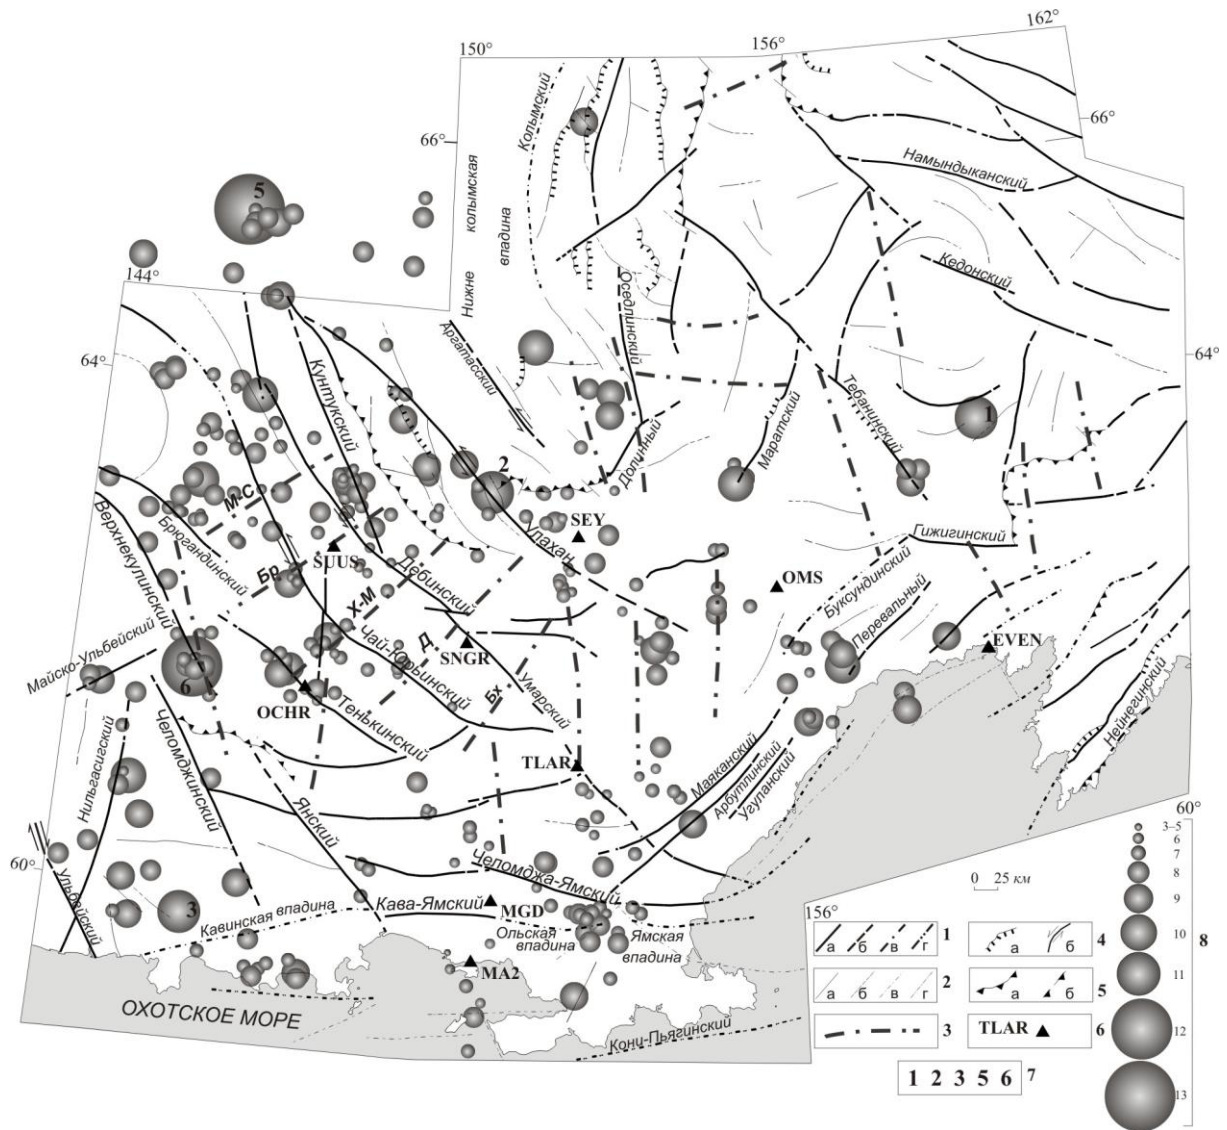 162°
156°
150°
66°
66°
Колымский
Намындыканский
5
Нижне колымская впадина
Кедонский
144°
Оседлинский
64°
64°
Аргатасский
Кунтукский
Тебанинский
1
Долинный
Маратский
2
М-С
Верхнекулинский
Брюгандинский
SEY
Улахан
Гижигинский
SUUS
Бр.
Дебинский
OMS
Буксундинский
Х-М
Перевальный
Майско-Ульбейский
Д
Чай-Юрьинский
SNGR
EVEN
6
Бх
Умарский
OCHR
Тенькинский
Нейнегинский
Челомджинский
TLAR
Маяканский
Арбутлинский
Угуланский
Нильгасигский
Янский
60°
3–5
6
7
8
9
10
11
12
13
8
60°
Челомджа-Ямский
0 25 км
Ульбейский
3
Кава-Ямский
MGD
Кавинская впадина
Ольская впадина
Ямская впадина
156°
MA2
ОХОТСКОЕ МОРЕ
Кони-Пьягинский
а б в г 1
а б 4
а б в г 2
а б 5
3
TLAR 6
1 2 3 5 6 7